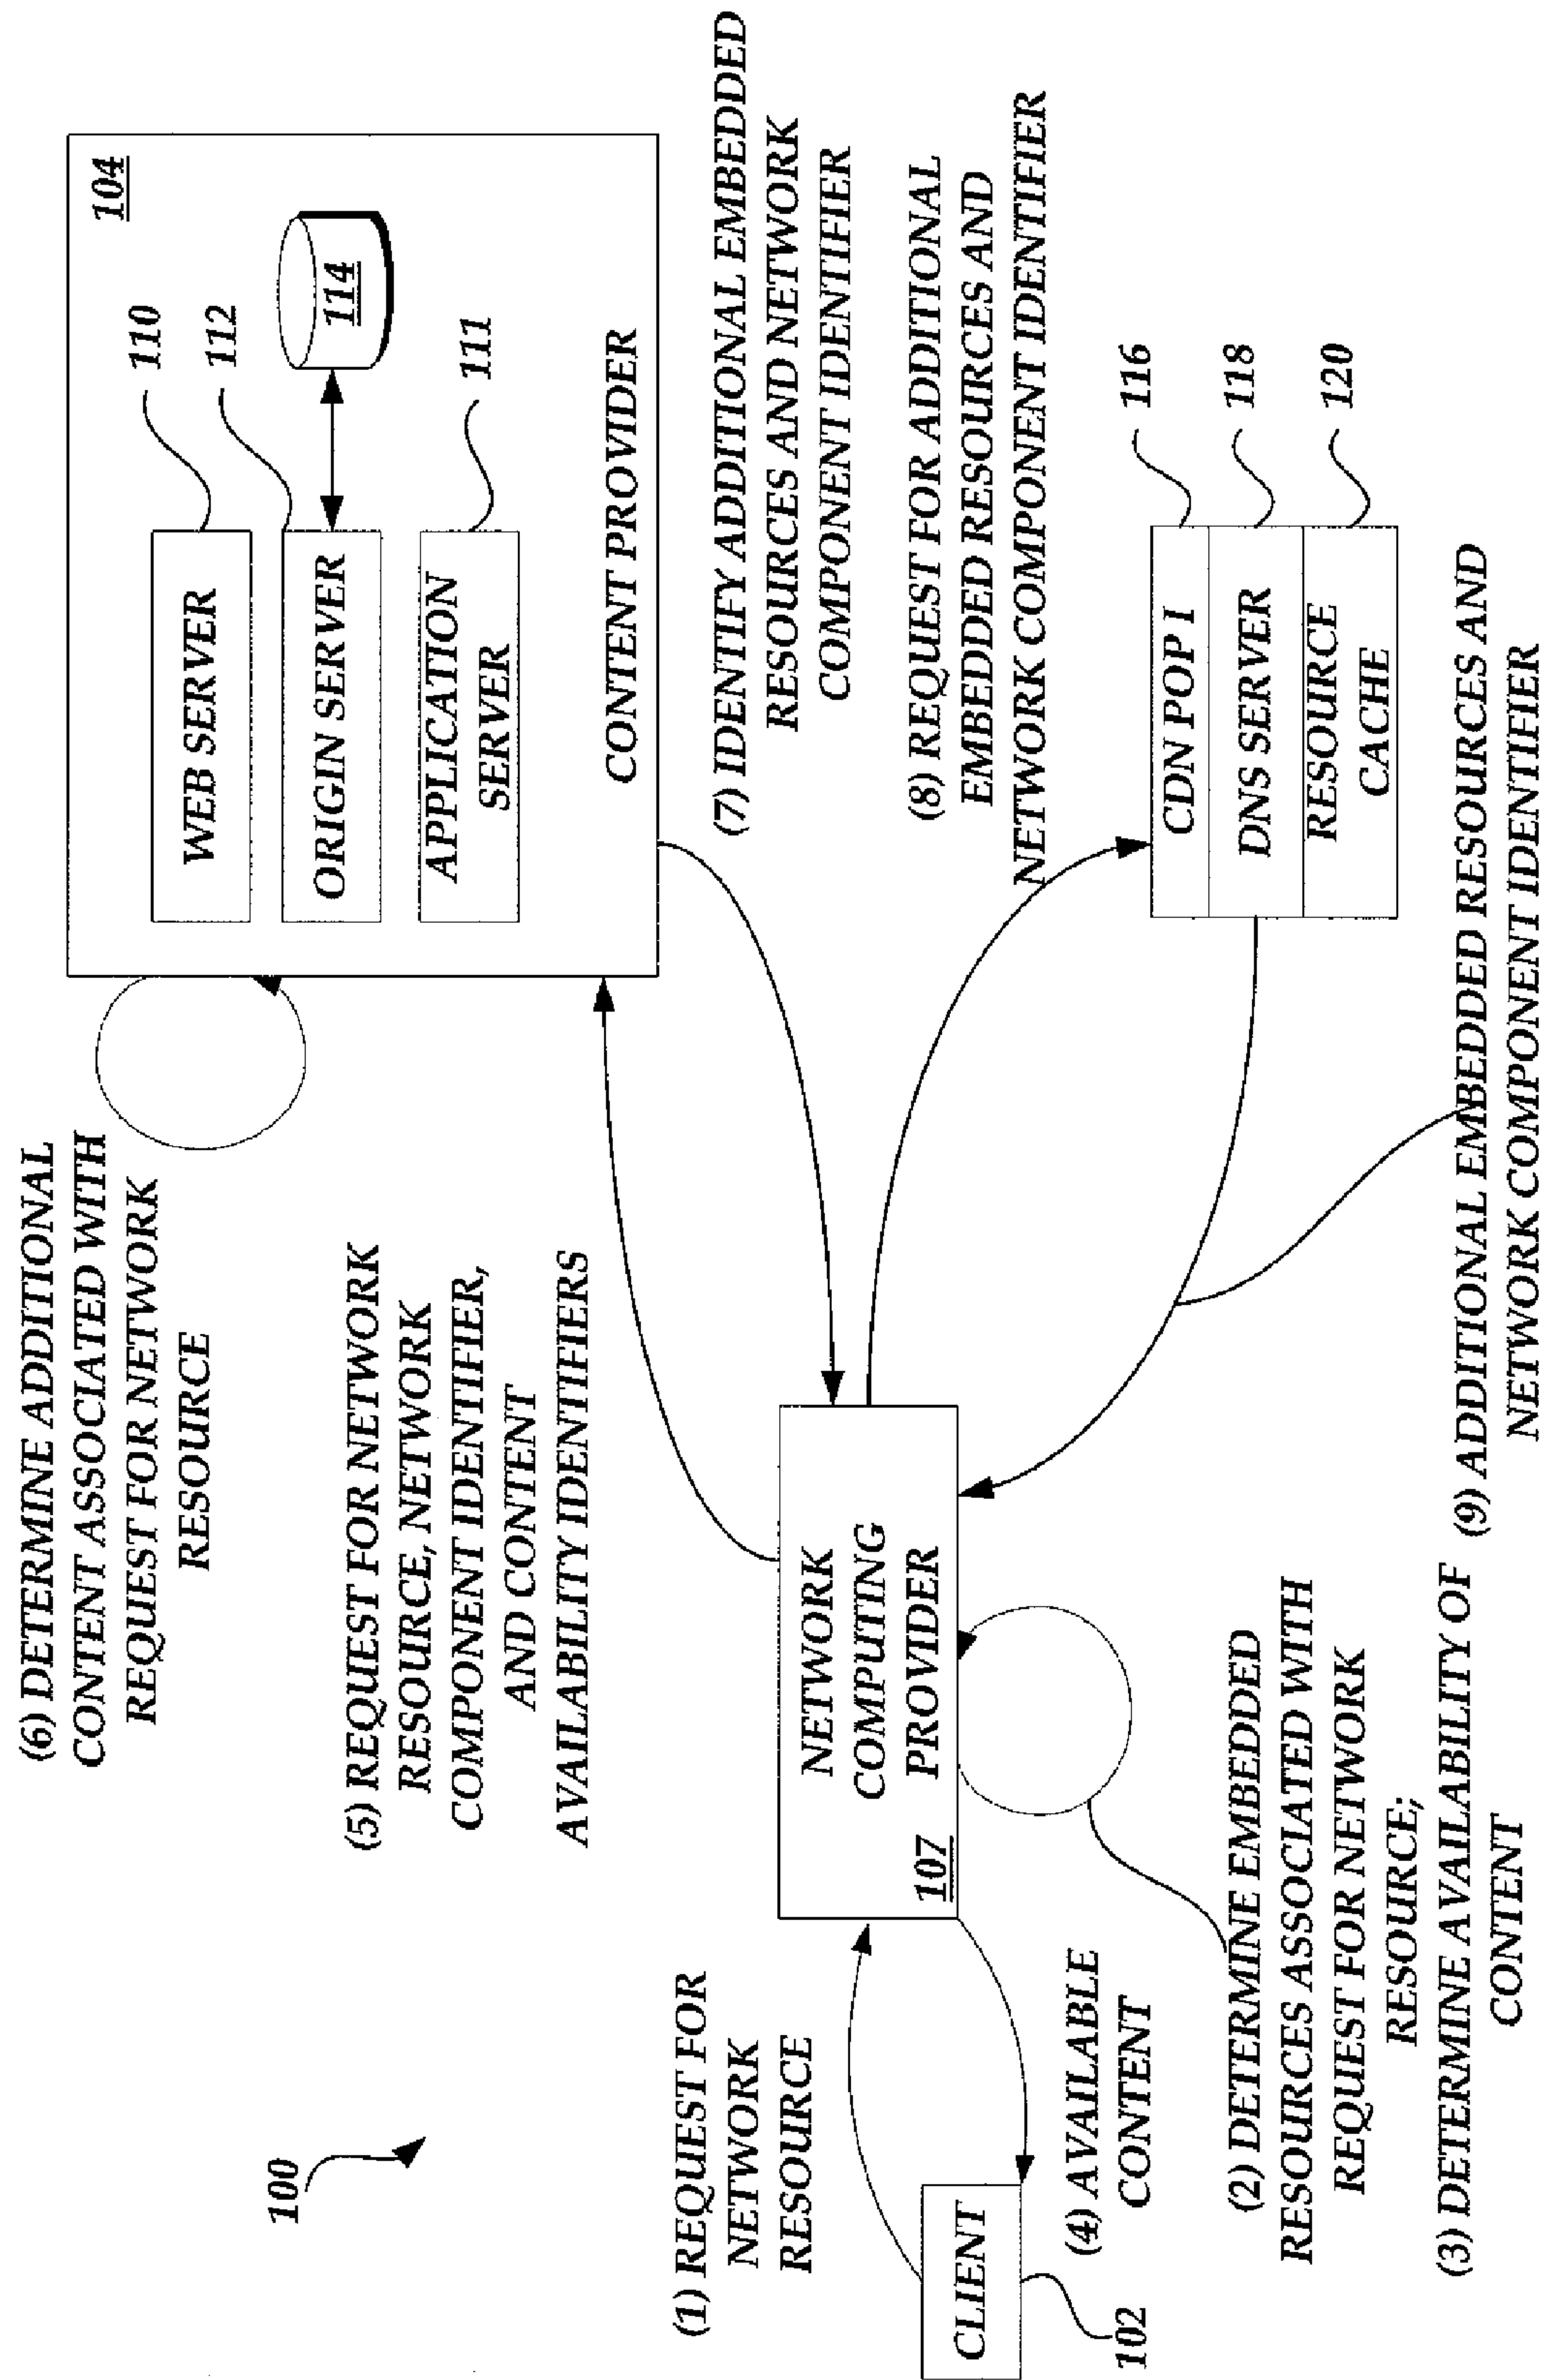 100
(1) REQUEST FOR
NETWORK
RESOURCE
CLIENT
102
(4) AVAILABLE
CONTENT
(2) DETERMINE EMBEDDED
RESOURCES ASSOCIATED WITH
REQUEST FOR NETWORK
RESOURCE;
(3) DETERMINE AVAILABILITY OF
CONTENT
NETWORK
COMPUTING
PROVIDER
107
(5) REQUEST FOR NETWORK
RESOURCE, NETWORK
COMPONENT IDENTIFIER,
AND CONTENT
AVAILABILITY IDENTIFIERS
(6) DETERMINE ADDITIONAL
CONTENT ASSOCIATED WITH
REQUEST FOR NETWORK
RESOURCE
104
WEB SERVER
110
ORIGIN SERVER
112
114
APPLICATION
SERVER
111
CONTENT PROVIDER
(7) IDENTIFY ADDITIONAL EMBEDDED
RESOURCES AND NETWORK
COMPONENT IDENTIFIER
(8) REQUEST FOR ADDITIONAL
EMBEDDED RESOURCES AND
NETWORK COMPONENT IDENTIFIER
CDN POP I
116
DNS SERVER
118
RESOURCE
CACHE
120
(9) ADDITIONAL EMBEDDED RESOURCES AND
NETWORK COMPONENT IDENTIFIER